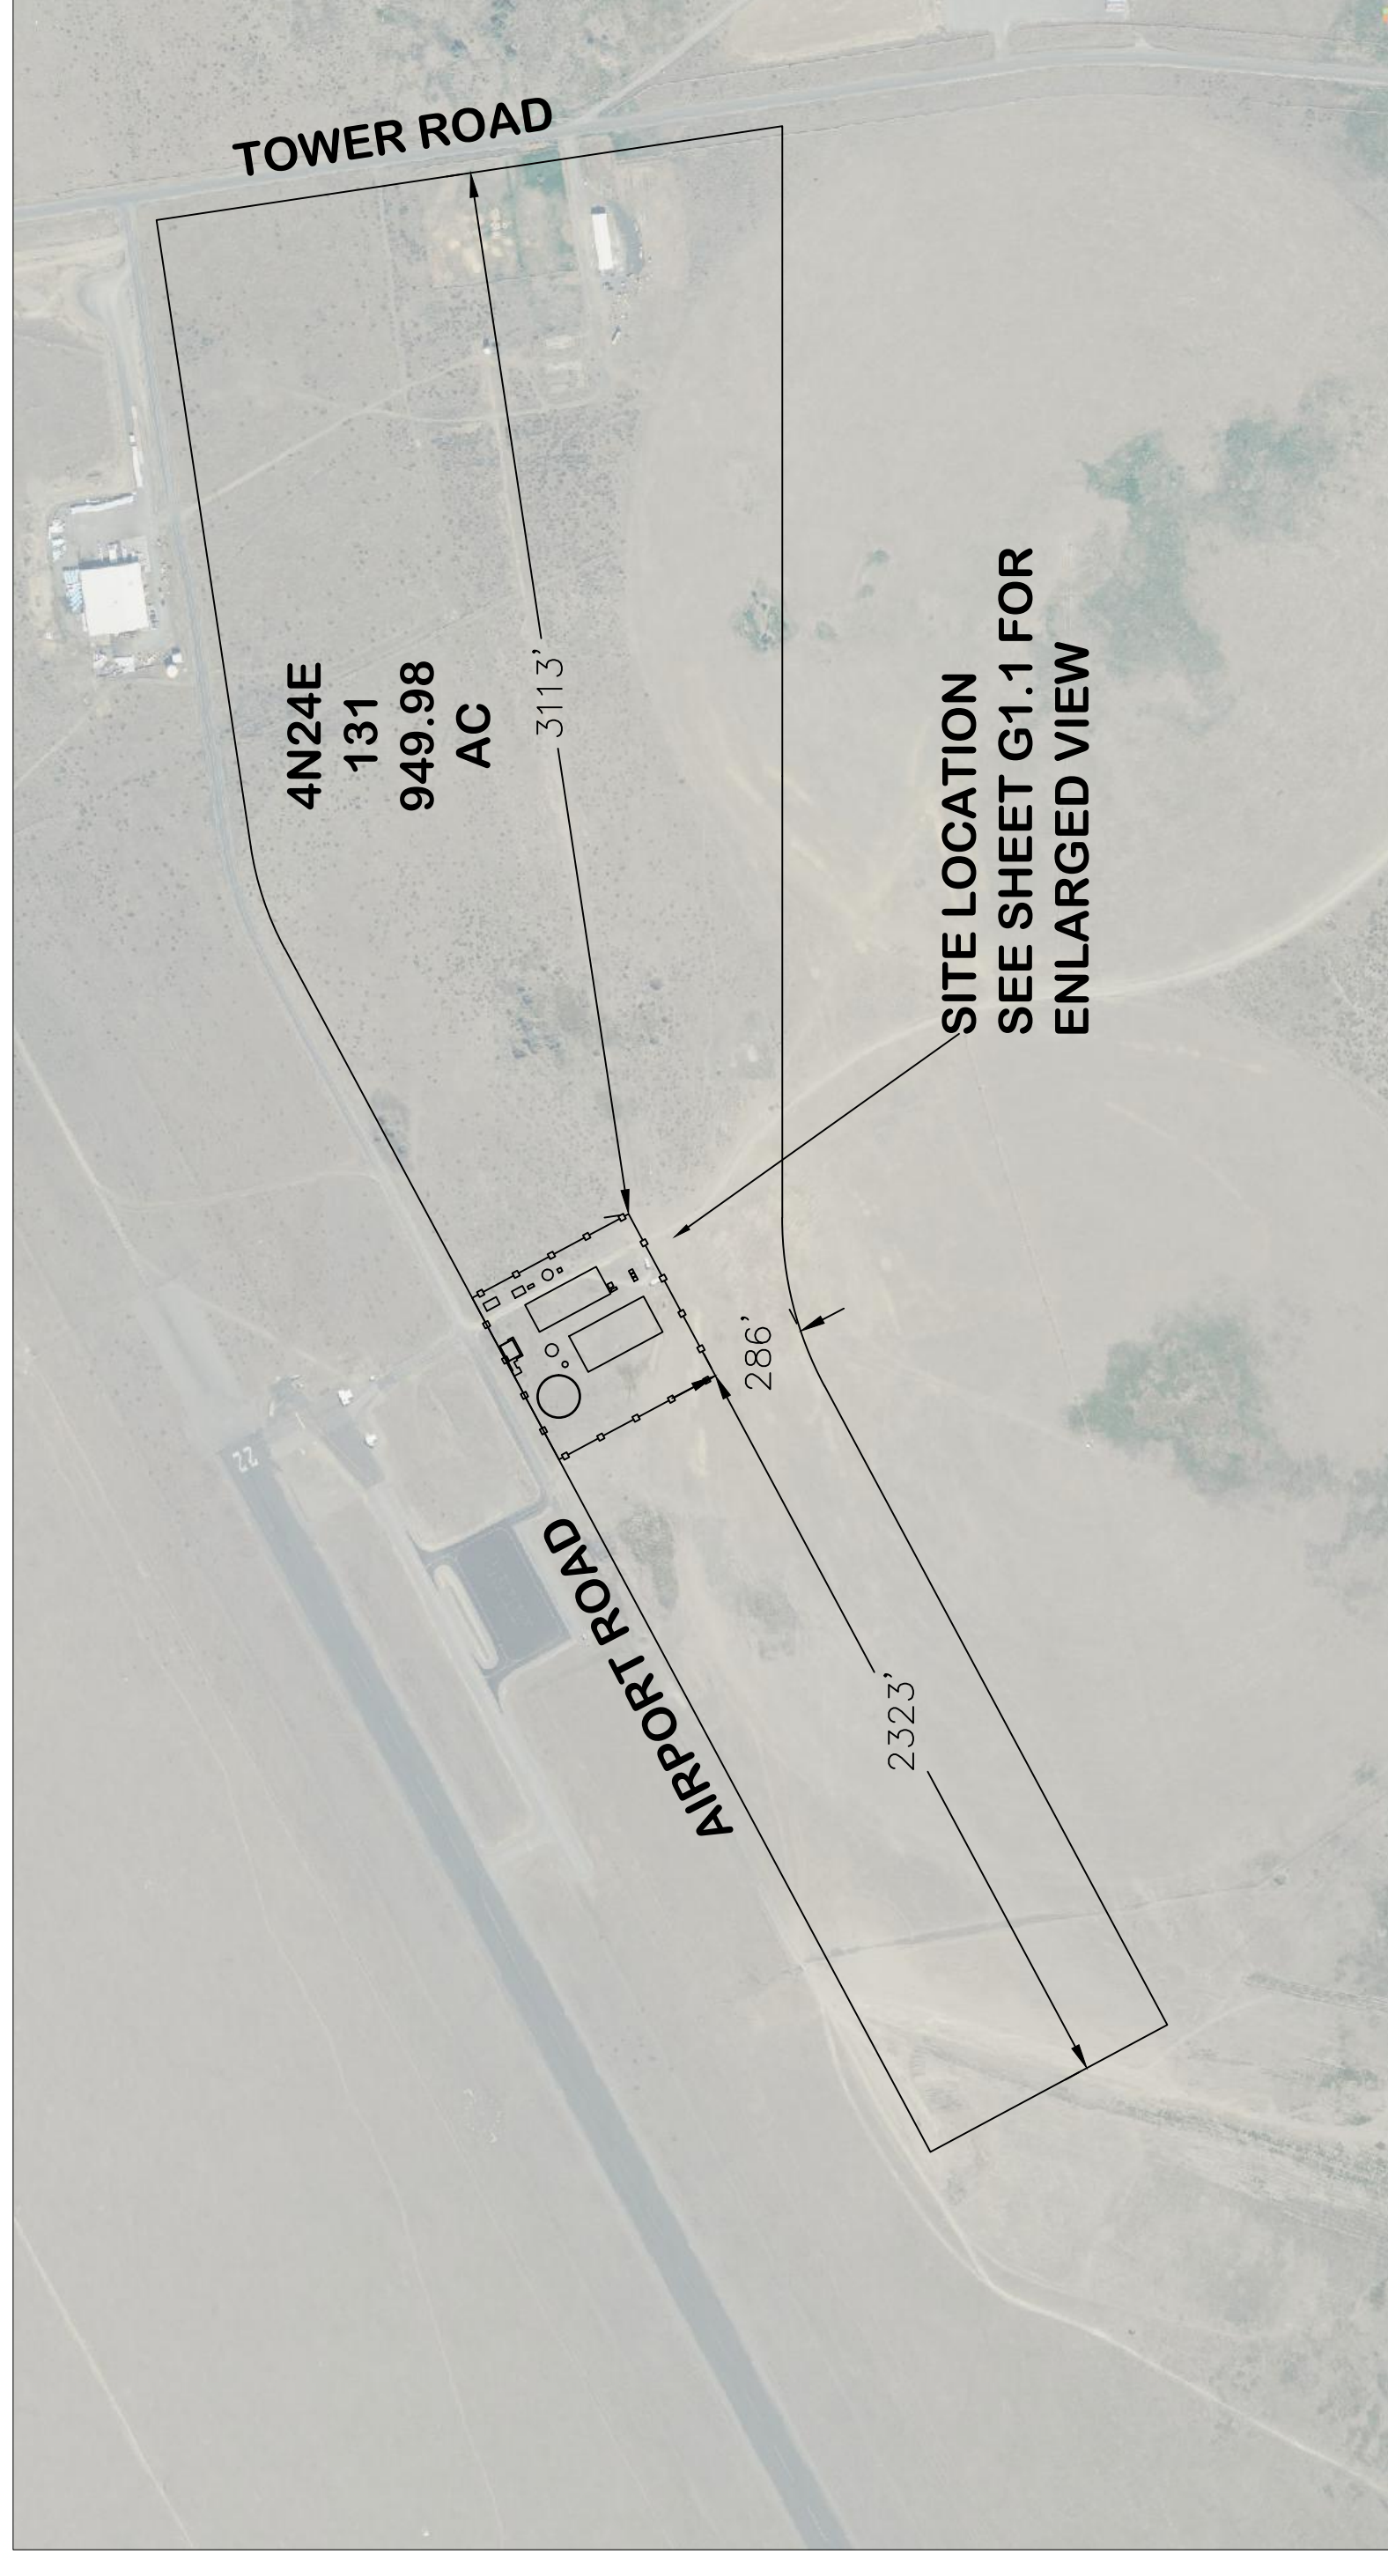 TOWER ROAD
4N24E
131
949.98
AC
3113'
SITE LOCATION
SEE SHEET G1.1 FOR
ENLARGED VIEW
286'
22
AIRPORT ROAD
2323'